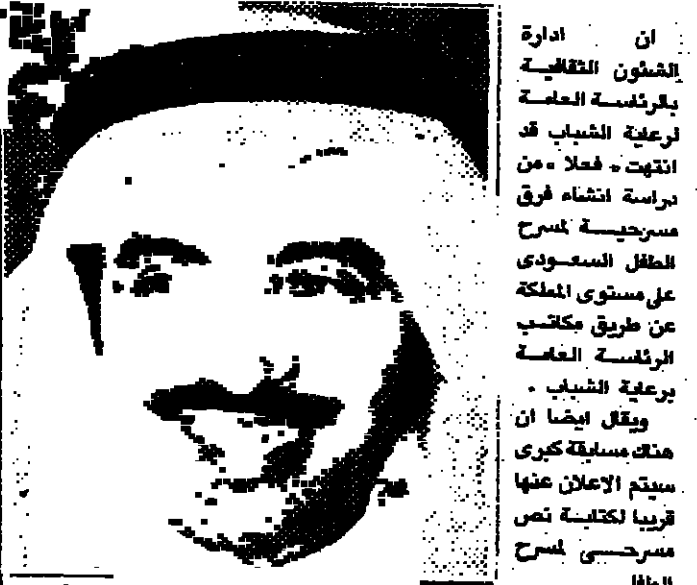 ان ادارة
الشئون الثقافية
بالرئاسة العامة
لرعاية الشباب قد
انتهت - فعلا - من
دراسة انشاء فرق
مسرحية لمسرح
الطفل السعودى
على مستوى المملكة
عن طريق مكاتب
الرئاسة العامة
برعاية الشباب .
ويقال ايضا ان
هناك مسابقة كبرى
سيتم الاعلان عنها
قريبا لكتابة نص
مسرحى لمسرح
الطفل